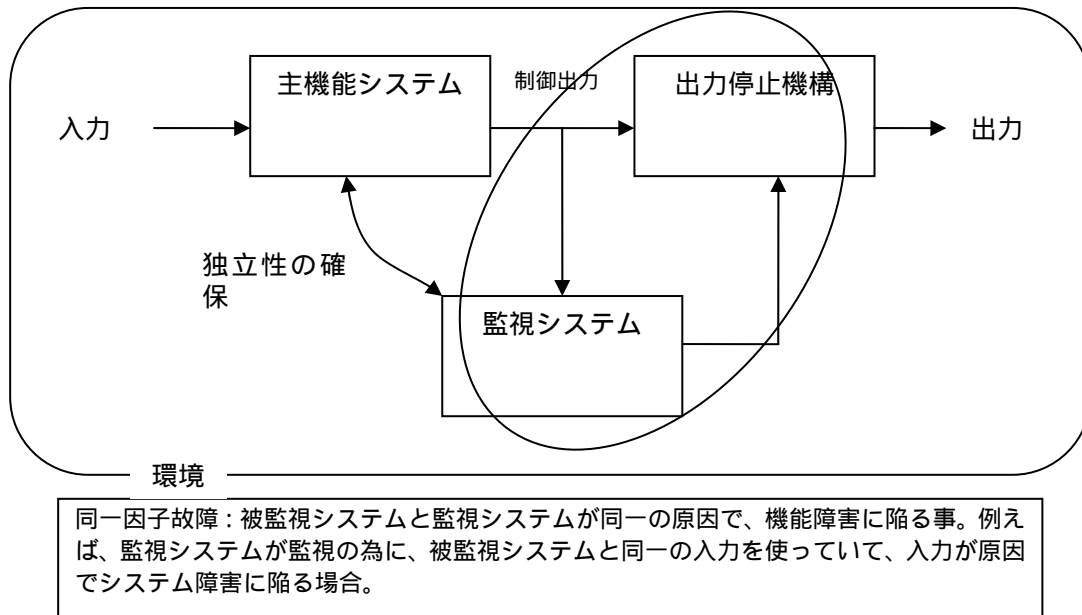 主機能システム
制御出力
出力停止機構
入力
出力
独立性の確
保
監視システム
環境
同一因子故障：被監視システムと監視システムが同一の原因で、機能障害に陥る事。例え
ば、監視システムが監視の為に、被監視システムと同一の入力を使っていて、入力が原因
でシステム障害に陥る場合。